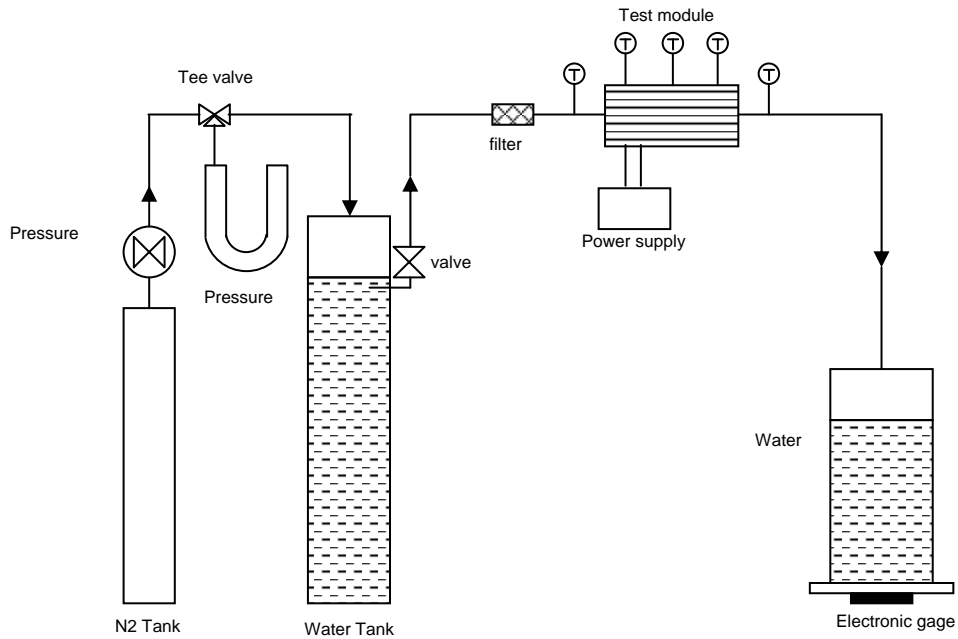 Test module
T T T
T T
Tee valve
filter
Pressure
Power supply
valve
Pressure
Water
N2 Tank
Water Tank
Electronic gage